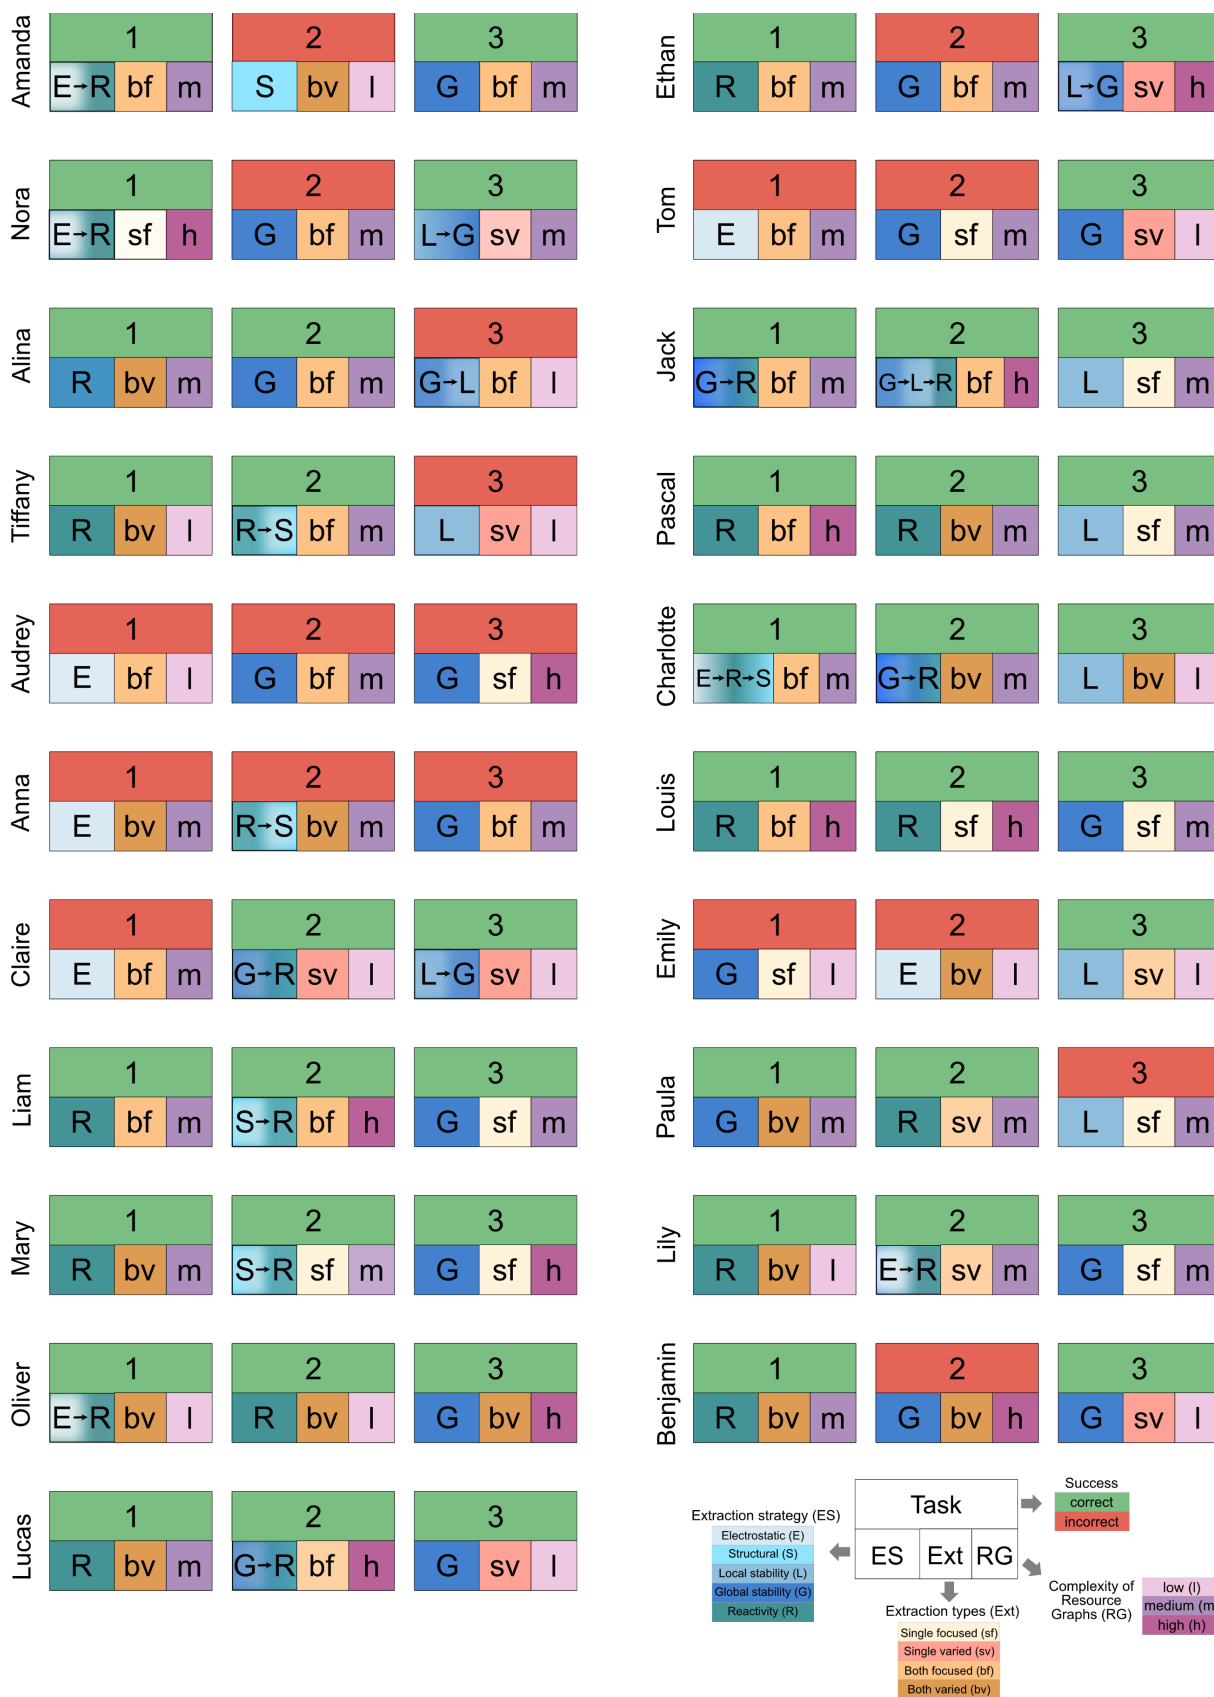 Amanda
1 2 3
E→R bf m S bv l G bf m
Ethan
1 2 3
R bf m G bf m L→G sv h
Nora
1 2 3
E→R sf h G bf m L→G sv m
Tom
1 2 3
E bf m G sf m G sv l
Alina
1 2 3
R bv m G bf m G→L bf l
Jack
1 2 3
G→R bf m G→L→R bf h L sf m
Tiffany
1 2 3
R bv l R→S bf m L sv l
Pascal
1 2 3
R bf h R bv m L sf m
Audrey
1 2 3
E bf l G bf m G sf h
Charlotte
1 2 3
E→R→S bf m G→R bv m L bv l
Anna
1 2 3
E bv m R→S bv m G bf m
Louis
1 2 3
R bf h R sf h G sf m
Claire
1 2 3
E bf m G→R sv l L→G sv l
Emily
1 2 3
G sf l E bv l L sv l
Liam
1 2 3
R bf m S→R bf h G sf m
Paula
1 2 3
G bv m R sv m L sf m
Mary
1 2 3
R bv m S→R sf m G sf h
Lily
1 2 3
R bv l E→R sv m G sf m
Oliver
1 2 3
E→R bv l R bv l G bv h
Benjamin
1 2 3
R bv m G bv h G sv l
Lucas
1 2 3
R bv m G→R bf h G sv l
Task
ES Ext RG
Success
correct
incorrect
Extraction strategy (ES)
Electrostatic (E)
Structural (S)
Local stability (L)
Global stability (G)
Reactivity (R)
Extraction types (Ext)
Single focused (sf)
Single varied (sv)
Both focused (bf)
Both varied (bv)
Complexity of
Resource
Graphs (RG)
low (l)
medium (m
high (h)